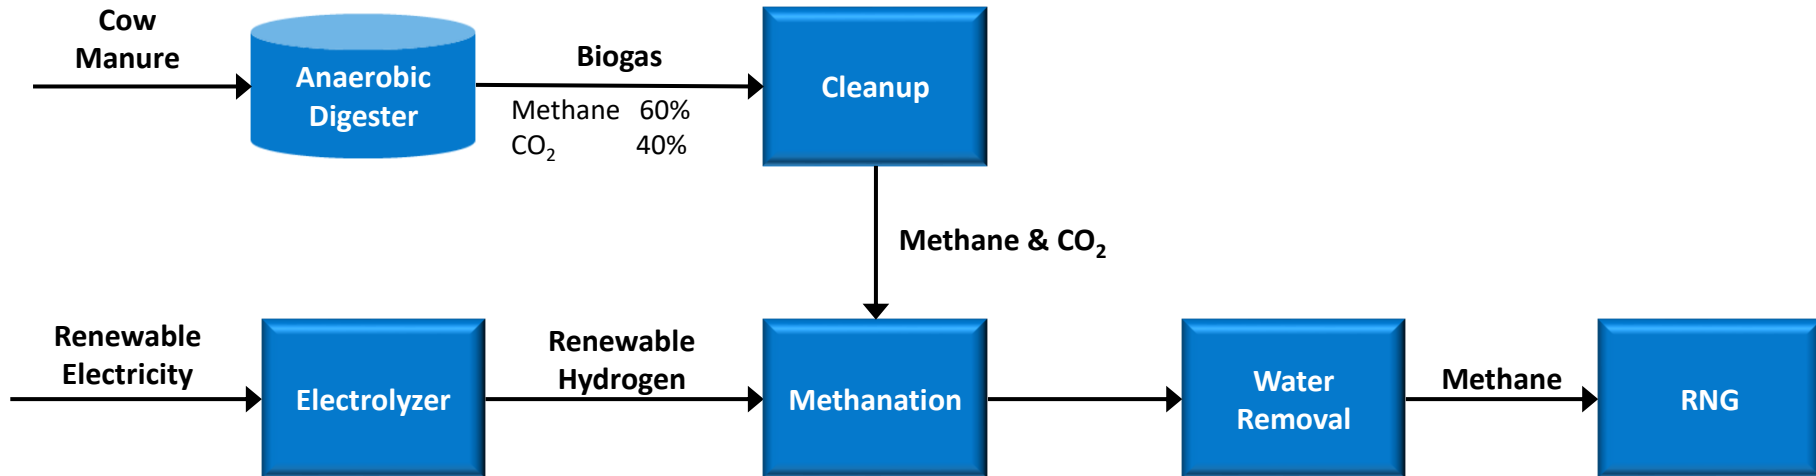 Cow
Manure
Anaerobic
Digester
Biogas
Methane 60%
CO₂ 40%
Cleanup
Methane & CO₂
Renewable
Electricity
Electrolyzer
Renewable
Hydrogen
Methanation
Water
Removal
Methane
RNG